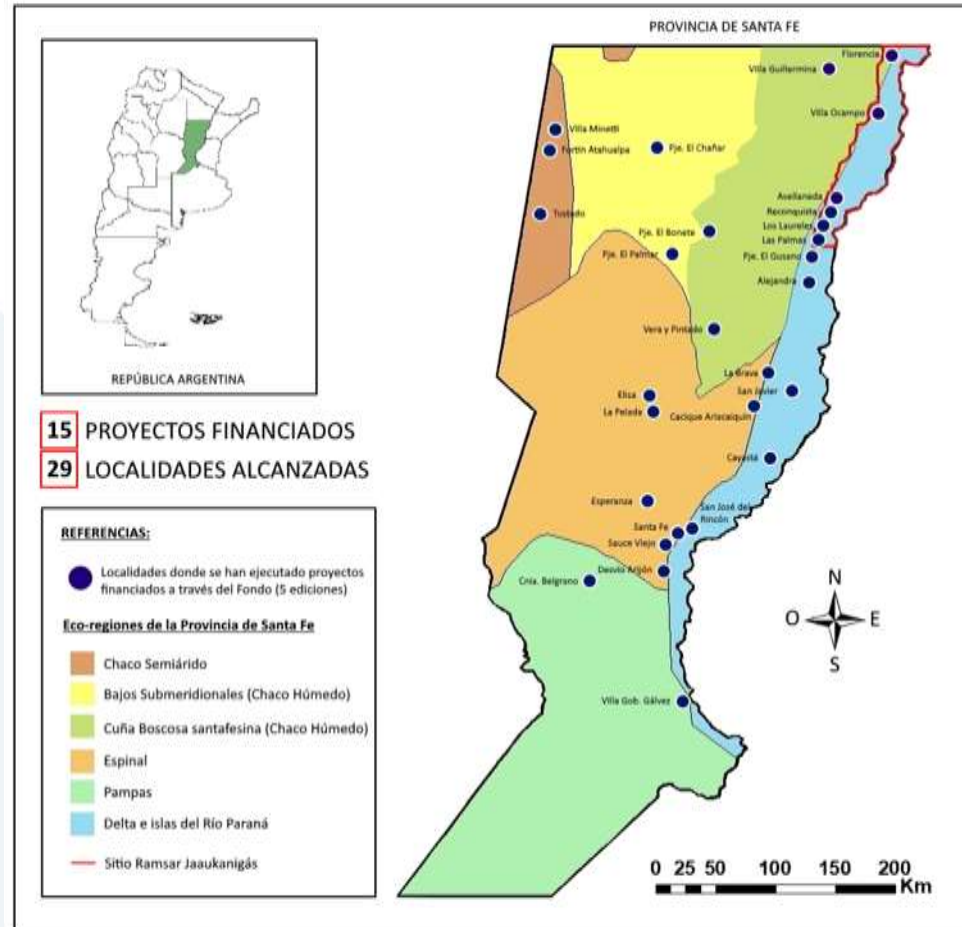 PROVINCIA DE SANTA FE
REPÚBLICA ARGENTINA
15 PROYECTOS FINANCIADOS
29 LOCALIDADES ALCANZADAS
REFERENCIAS:
Localidades donde se han ejecutado proyectos
financiados a través del Fondo (5 ediciones)
Eco-regiones de la Provincia de Santa Fe
Chaco Semiárido
Bajos Submeridionales (Chaco Húmedo)
Cuña Boscosa santafesina (Chaco Húmedo)
Espinal
Pampas
Delta e islas del Río Paraná
Sitio Ramsar Jaaukanigás
Florencia
Villa Guillermina
Villa Ocampo
Villa Minetti
Fortín Atahualpa
Pje. El Chañar
Avellaneda
Reconquista
Tostado
Los Laureles
Pje. El Bonete
Las Palmas
Pje. El Palmar
Pje. El Gusano
Alejandra
Vera y Pintado
La Brava
San Javier
Elisa
La Pelada
Cacique Ariacaiquin
Cayastá
Esperanza
San José del
Rincón
Santa Fe
Sauce Viejo
Desvío Arijón
Cnia. Belgrano
Villa Gob. Gálvez
N
O E
S
0 25 50 100 150 200
Km